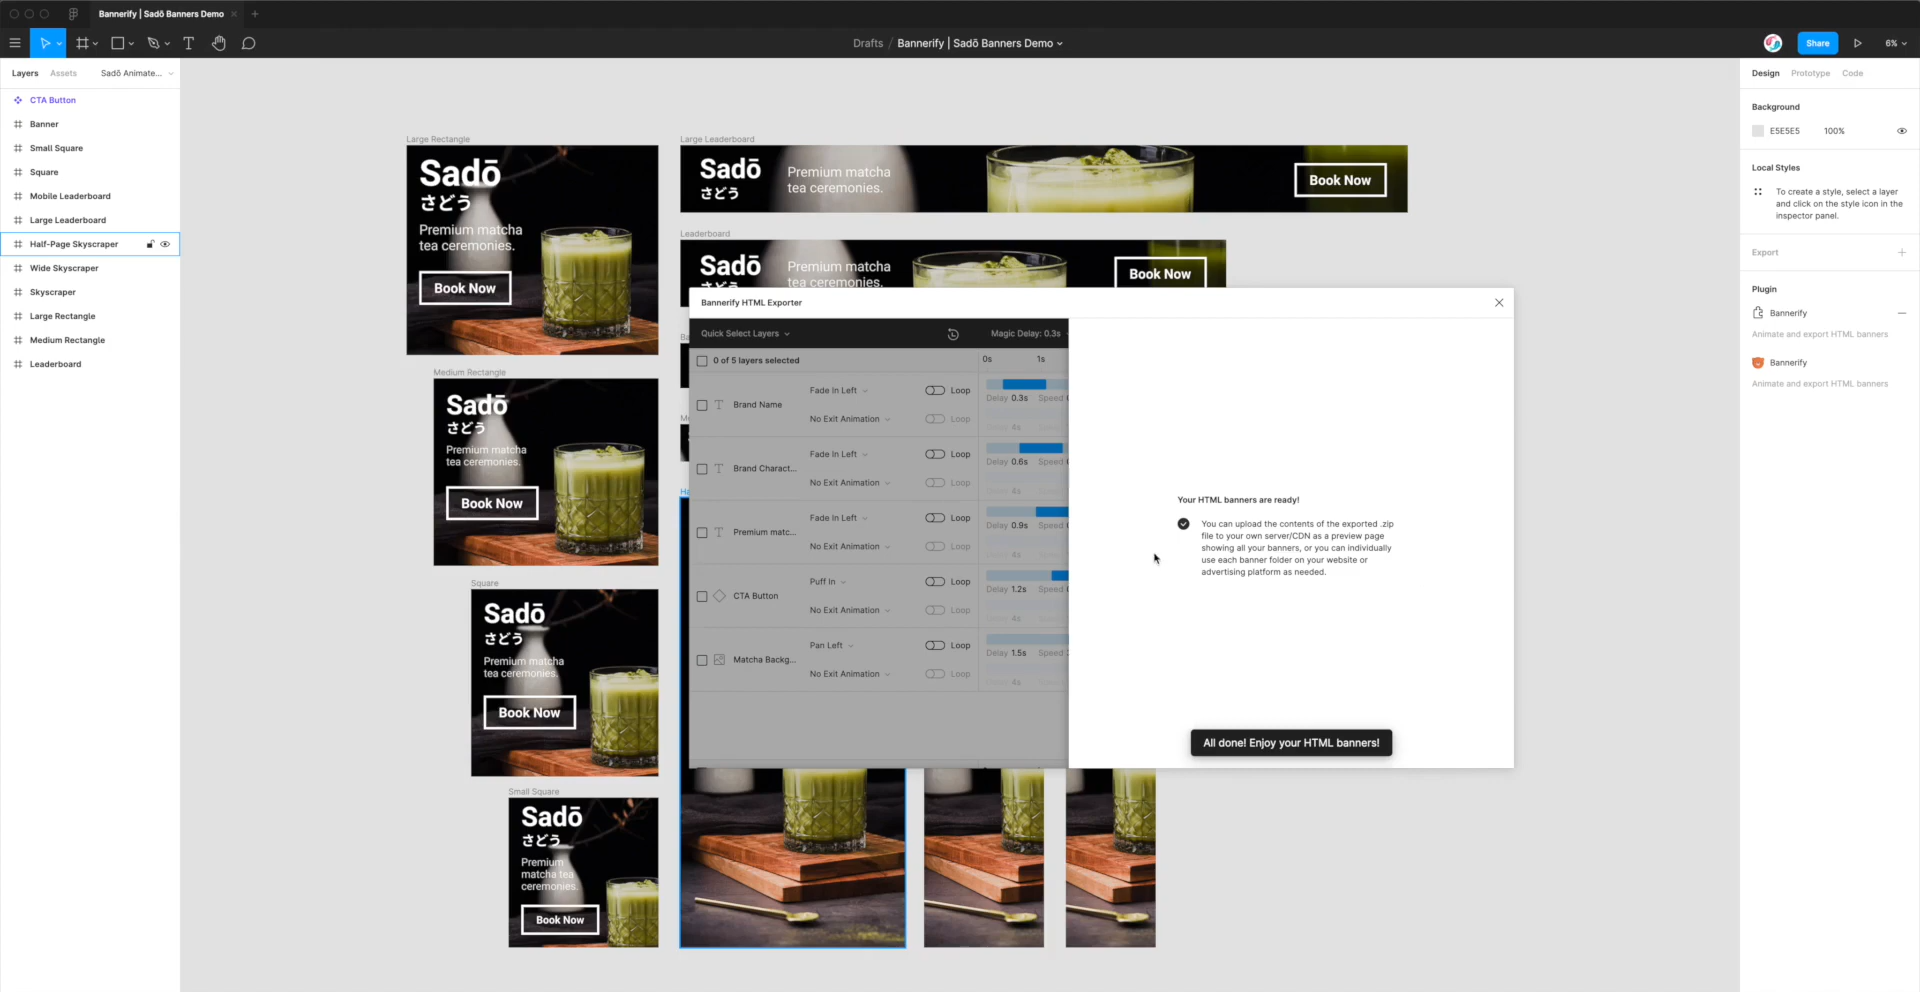 Bannerify | Sadō Banners Demo
Drafts / Bannerify | Sadō Banners Demo
Share
6%
Layers
Assets
Sadō Animate...
CTA Button
Banner
Small Square
Square
Mobile Leaderboard
Large Leaderboard
Half-Page Skyscraper
Wide Skyscraper
Skyscraper
Large Rectangle
Medium Rectangle
Leaderboard
Large Rectangle
Sadō
さどう
Premium matcha
tea ceremonies.
Book Now
Medium Rectangle
Sadō
さどう
Premium matcha
tea ceremonies.
Book Now
Square
Sadō
さどう
Premium matcha
tea ceremonies.
Book Now
Small Square
Sadō
さどう
Premium
matcha tea
ceremonies.
Book Now
Large Leaderboard
Sadō
さどう
Premium matcha
tea ceremonies.
Book Now
Leaderboard
Sadō
Premium matcha
tea ceremonies.
Book Now
Bannerify HTML Exporter
Quick Select Layers
Magic Delay: 0.3s
0 of 5 layers selected
0s
1s
Brand Name
Fade In Left
Loop
No Exit Animation
Loop
Delay 0.3s
Speed
4s
Brand Charact...
Fade In Left
Loop
No Exit Animation
Loop
Delay 0.6s
Speed
4s
Premium matc...
Fade In Left
Loop
No Exit Animation
Loop
Delay 0.9s
Speed
4s
CTA Button
Puff In
Loop
No Exit Animation
Loop
Delay 1.2s
Speed
4s
Matcha Backg...
Pan Left
Loop
No Exit Animation
Loop
Delay 1.5s
Speed
4s
Your HTML banners are ready!
You can upload the contents of the exported .zip
file to your own server/CDN as a preview page
showing all your banners, or you can individually
use each banner folder on your website or
advertising platform as needed.
All done! Enjoy your HTML banners!
Design
Prototype
Code
Background
E5E5E5
100%
Local Styles
To create a style, select a layer
and click on the style icon in the
inspector panel.
Export
Plugin
Bannerify
Animate and export HTML banners
Bannerify
Animate and export HTML banners